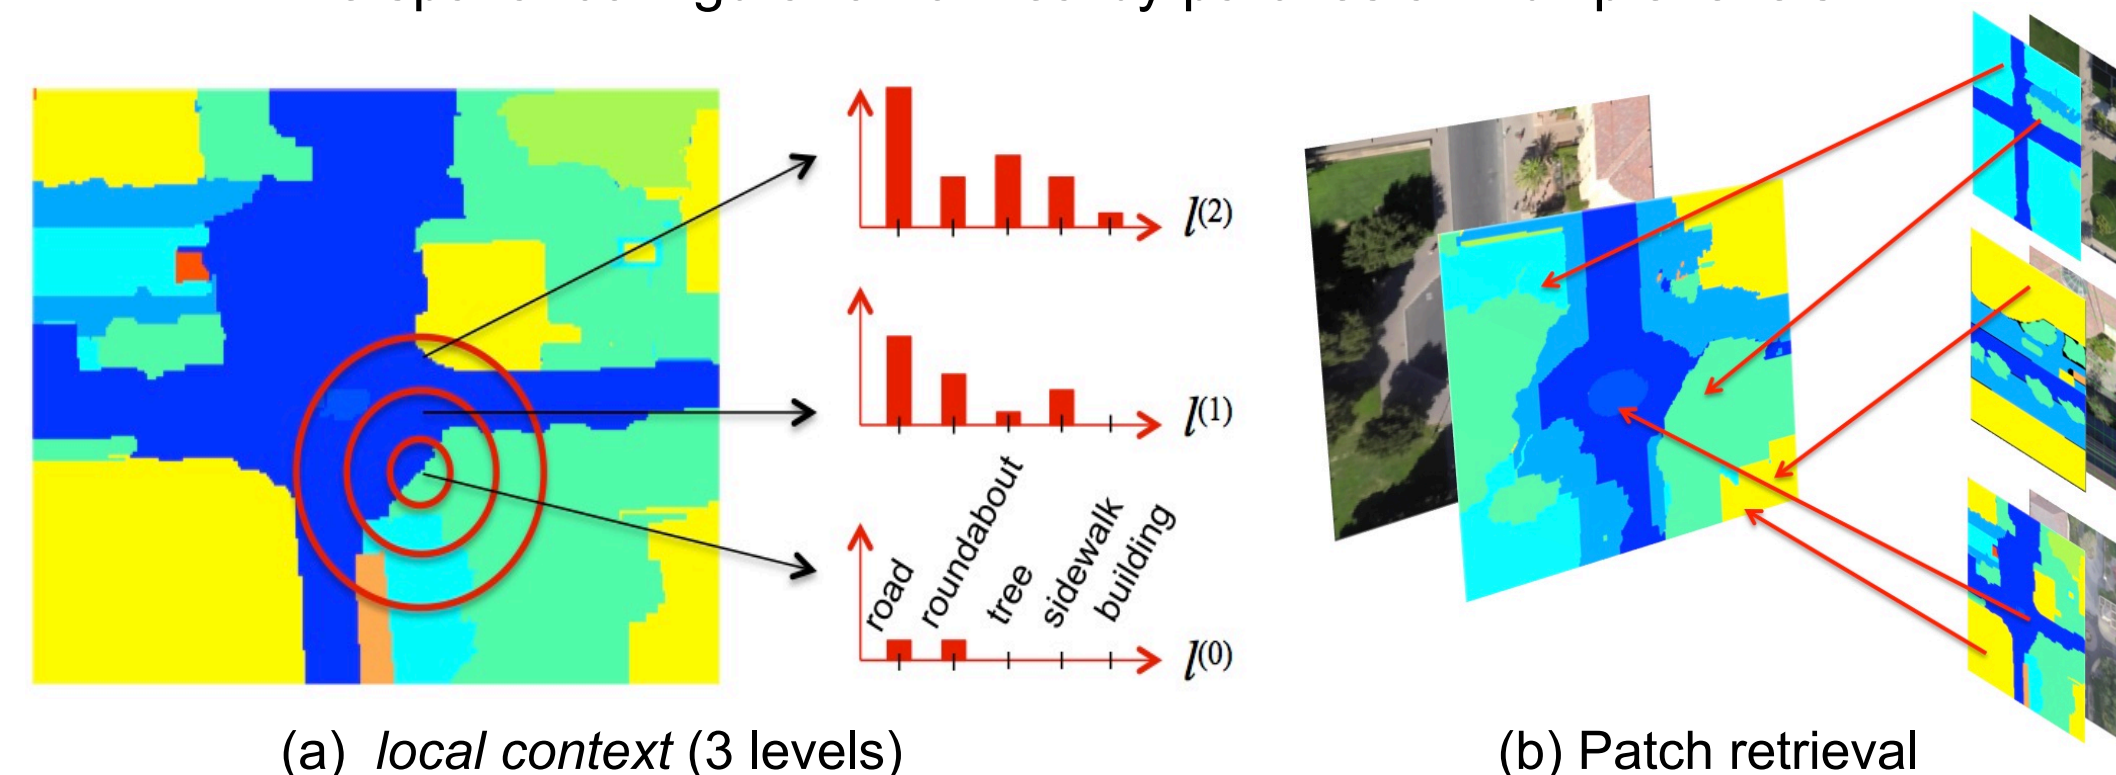 l(2)
l(1)
road
roundabout
tree
sidewalk
building
l(0)
(a) local context (3 levels)
(b) Patch retrieval